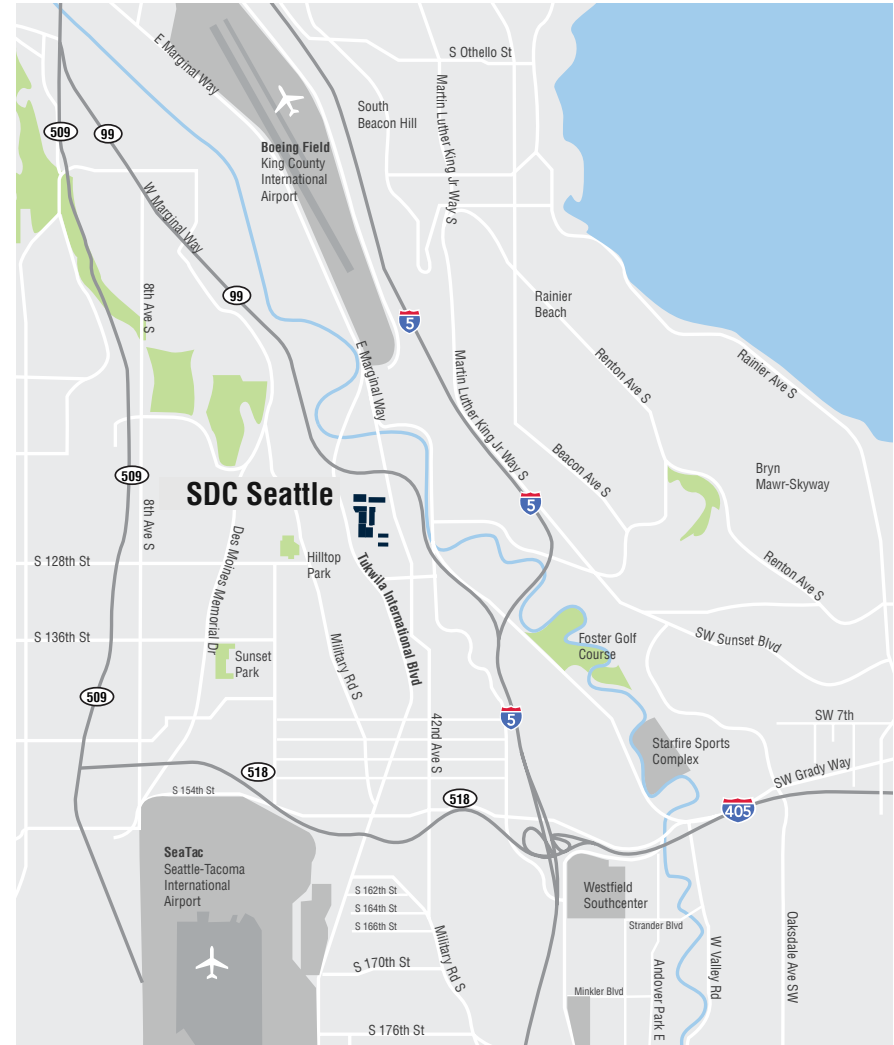 E Marginal Way
S Othello St
Martin Luther King Jr Way S
South
Beacon Hill
509
99
Boeing Field
King County
International
Airport
W Marginal Way
99
8th Ave S
5
Rainier
Beach
E Marginal Way
Martin Luther King Jr Way S
Renton Ave S
Rainier Ave S
Beacon Ave S
Bryn
Mawr-Skyway
509
SDC Seattle
5
8th Ave S
Des Moines Memorial Dr
S 128th St
Hilltop
Park
Tukwila International Blvd
Renton Ave S
S 136th St
Sunset
Park
Military Rd S
Foster Golf
Course
SW Sunset Blvd
509
5
42nd Ave S
SW 7th
Starfire Sports
Complex
SW Grady Way
518
S 154th St
518
405
SeaTac
Seattle-Tacoma
International
Airport
S 162th St
S 164th St
S 166th St
Westfield
Southcenter
Strander Blvd
Military Rd S
S 170th St
Minkler Blvd
Andover Park E
W Valley Rd
Oaksdale Ave SW
S 176th St